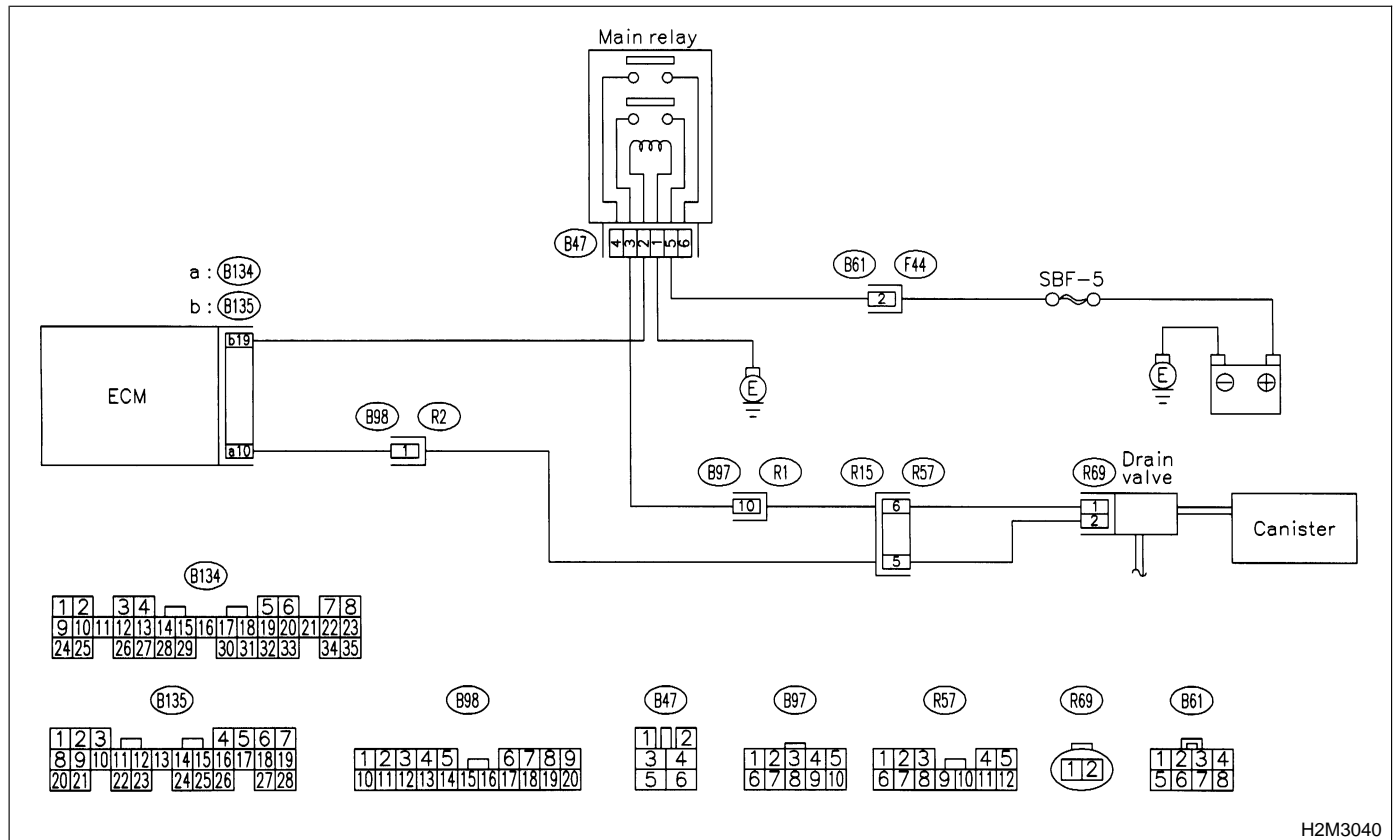 Main relay
B47
4 3 2 1 5 6
B61 F44
2
SBF-5
a : B134
b : B135
b19
ECM
a10
E
E
⊖ ⊕
B98 R2
1
B97 R1
10
R15 R57
6
5
R69
Drain
valve
1
2
Canister
B134
1 2 3 4 5 6 7 8
9 10 11 12 13 14 15 16 17 18 19 20 21 22 23
24 25 26 27 28 29 30 31 32 33 34 35
B135
1 2 3 4 5 6 7
8 9 10 11 12 13 14 15 16 17 18 19
20 21 22 23 24 25 26 27 28
B98
1 2 3 4 5 6 7 8 9
10 11 12 13 14 15 16 17 18 19 20
B47
1 2
3 4
5 6
B97
1 2 3 4 5
6 7 8 9 10
R57
1 2 3 4 5
6 7 8 9 10 11 12
R69
1 2
B61
1 2 3 4
5 6 7 8
H2M3040